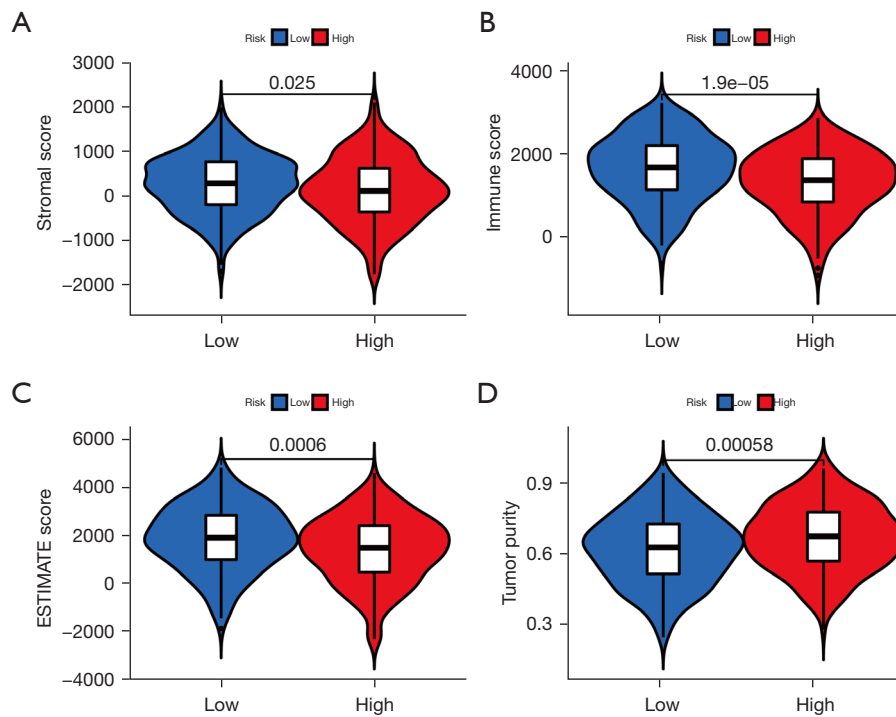 A
Risk Low High
Stromal score
3000
2000
1000
0
−1000
−2000
0.025
Low High
B
Risk Low High
Immune score
4000
2000
0
1.9e−05
Low High
C
Risk Low High
ESTIMATE score
6000
4000
2000
0
−2000
−4000
0.0006
Low High
D
Risk Low High
Tumor purity
0.9
0.6
0.3
0.00058
Low High